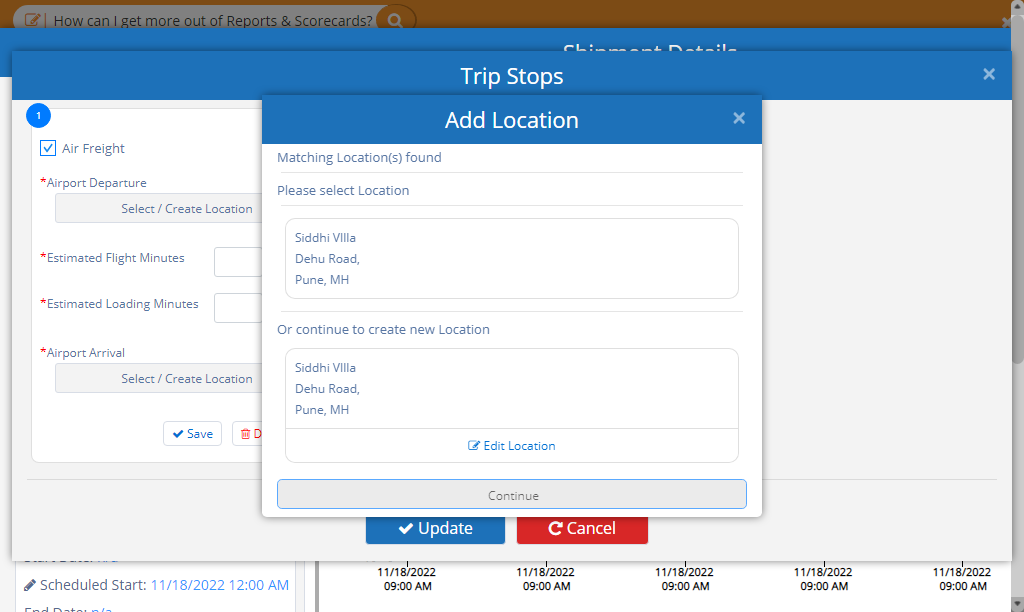 How can I get more out of Reports & Scorecards?
Shipment Details
Trip Stops
×
1
Air Freight
*Airport Departure
Select / Create Location
*Estimated Flight Minutes
*Estimated Loading Minutes
*Airport Arrival
Select / Create Location
Save
D
Add Location
×
Matching Location(s) found
Please select Location
Siddhi VIlla
Dehu Road,
Pune, MH
Or continue to create new Location
Siddhi VIlla
Dehu Road,
Pune, MH
Edit Location
Continue
Update
Cancel
Start Date: n/a
Scheduled Start: 11/18/2022 12:00 AM
End Date: n/a
11/18/2022
09:00 AM
11/18/2022
09:00 AM
11/18/2022
09:00 AM
11/18/2022
09:00 AM
11/18/2022
09:00 AM